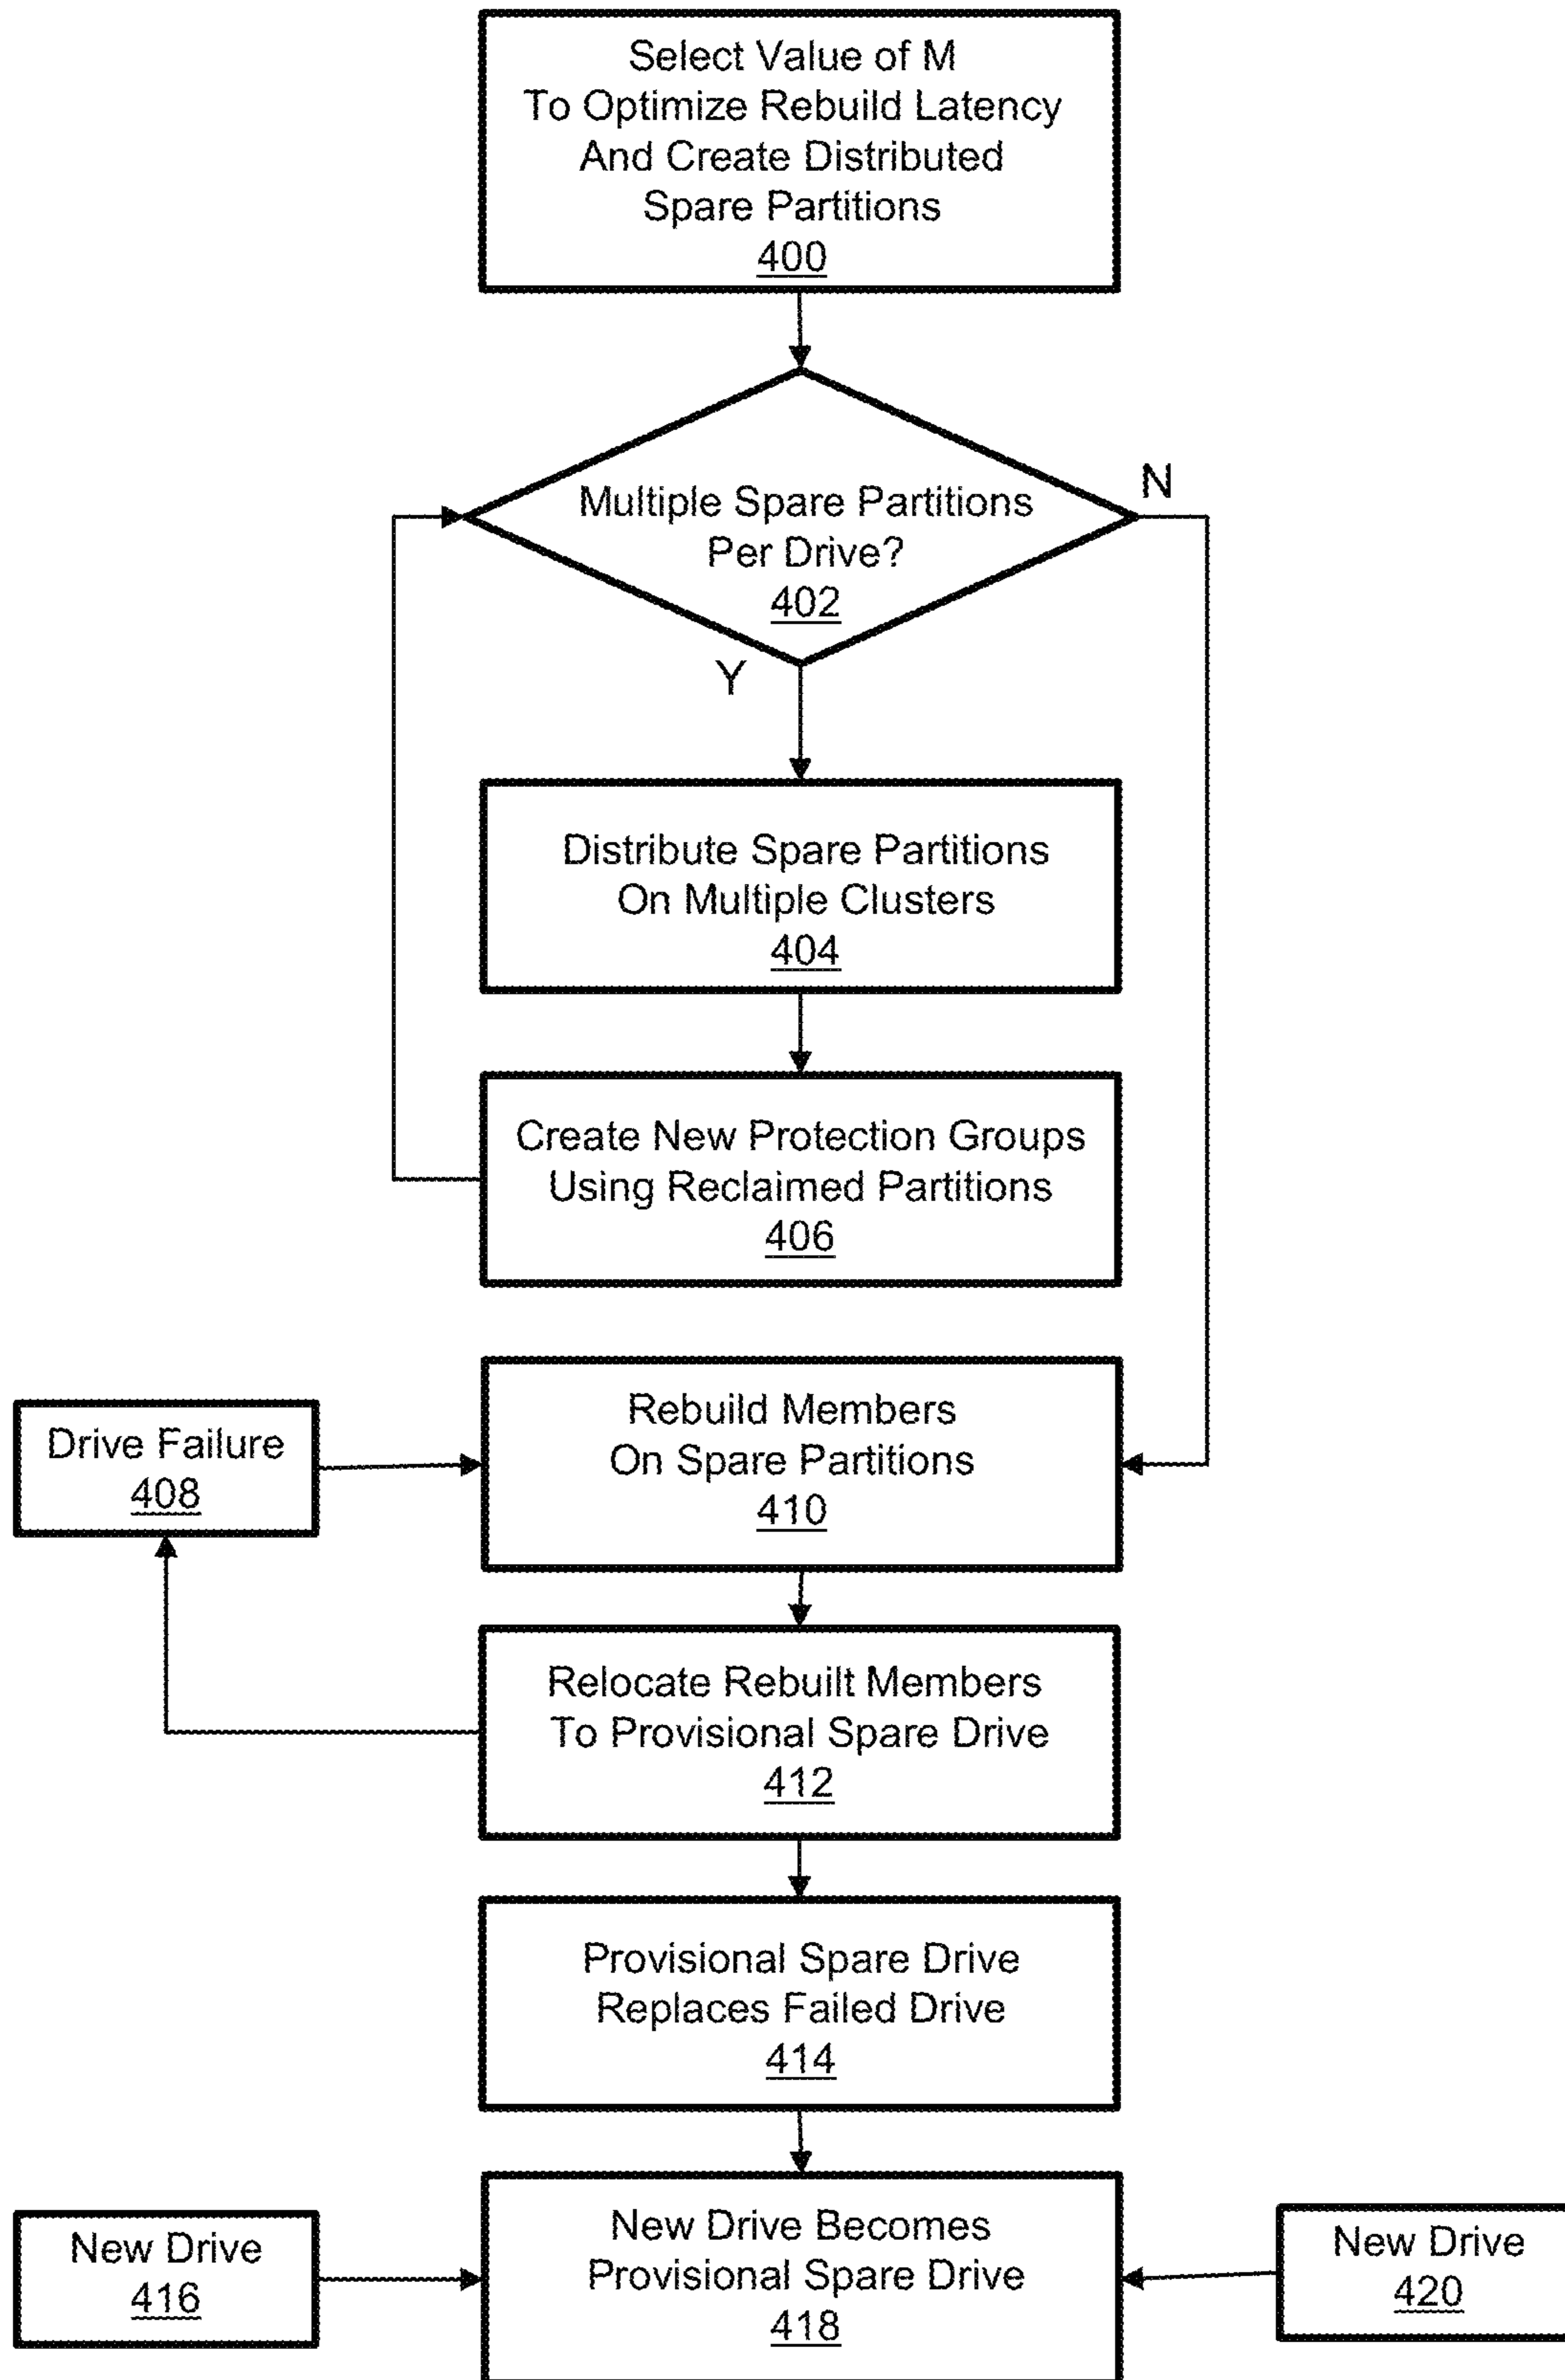 Select Value of M
To Optimize Rebuild Latency
And Create Distributed
Spare Partitions
400
Multiple Spare Partitions
Per Drive?
402
N
Y
Distribute Spare Partitions
On Multiple Clusters
404
Create New Protection Groups
Using Reclaimed Partitions
406
Drive Failure
408
Rebuild Members
On Spare Partitions
410
Relocate Rebuilt Members
To Provisional Spare Drive
412
Provisional Spare Drive
Replaces Failed Drive
414
New Drive
416
New Drive Becomes
Provisional Spare Drive
418
New Drive
420